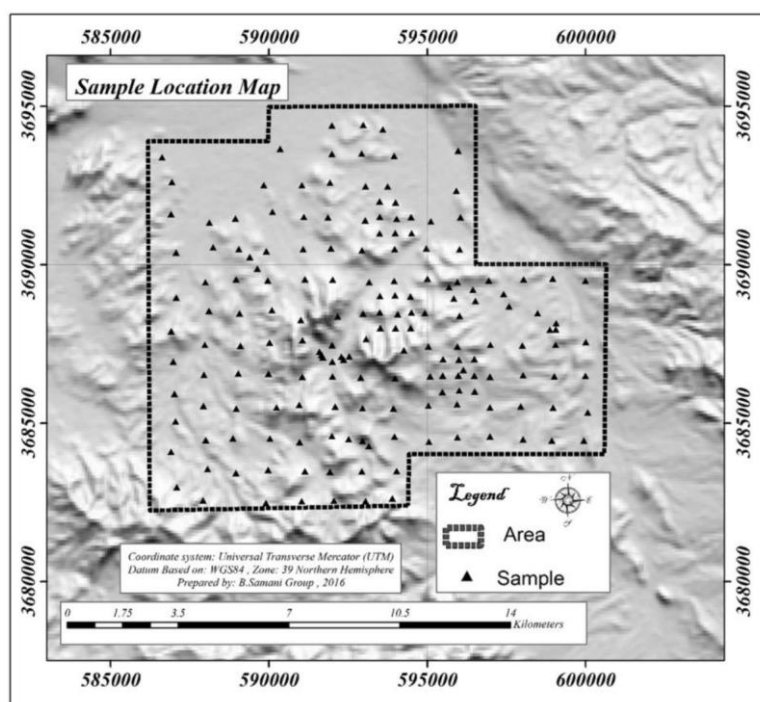 585000 590000 595000 600000
Sample Location Map
3695000 3695000
3690000 3690000
3685000 3685000
3680000 3680000
Legend
Area
Sample
Coordinate system: Universal Transverse Mercator (UTM)
Datum Based on: WGS84 , Zone: 39 Northern Hemisphere
Prepared by: B.Samani Group , 2016
0 1.75 3.5 7 10.5 14
Kilometers
585000 590000 595000 600000